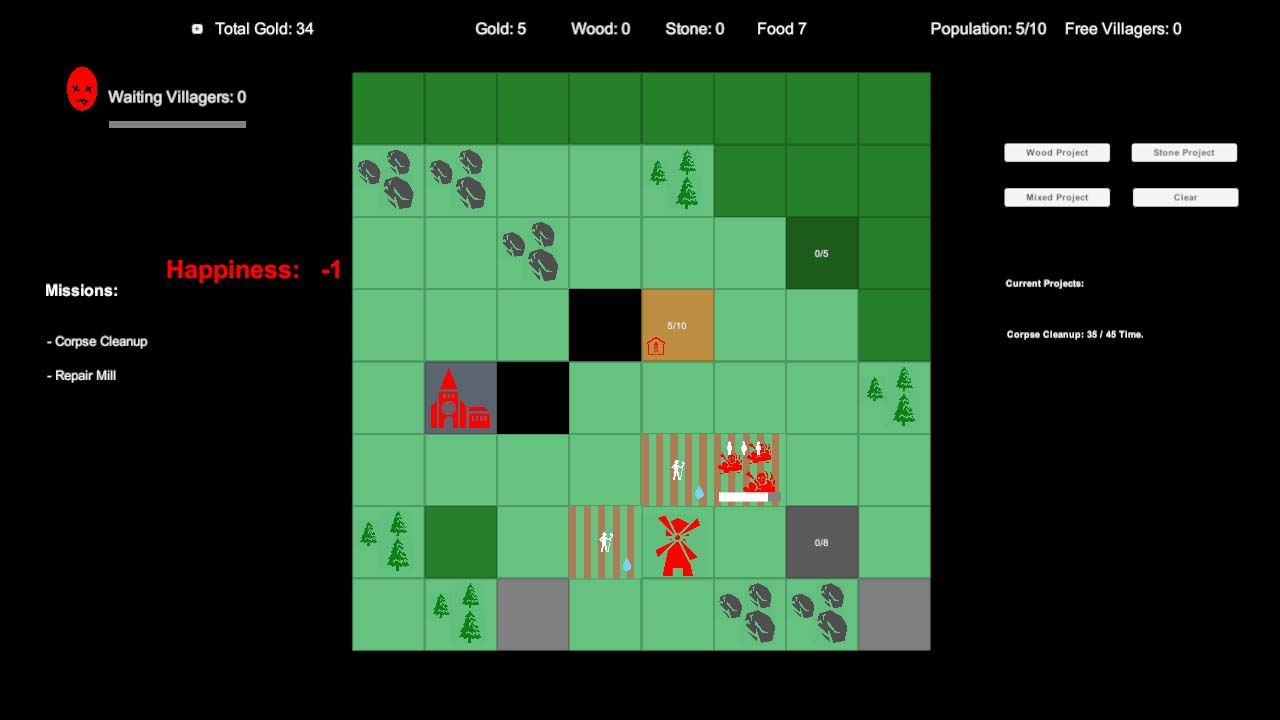 Total Gold: 34
Gold: 5
Wood: 0
Stone: 0
Food 7
Population: 5/10
Free Villagers: 0
Waiting Villagers: 0
Wood Project
Stone Project
Mixed Project
Clear
0/5
Happiness: -1
Missions:
Current Projects:
5/10
- Corpse Cleanup
Corpse Cleanup: 35 / 45 Time.
- Repair Mill
0/8